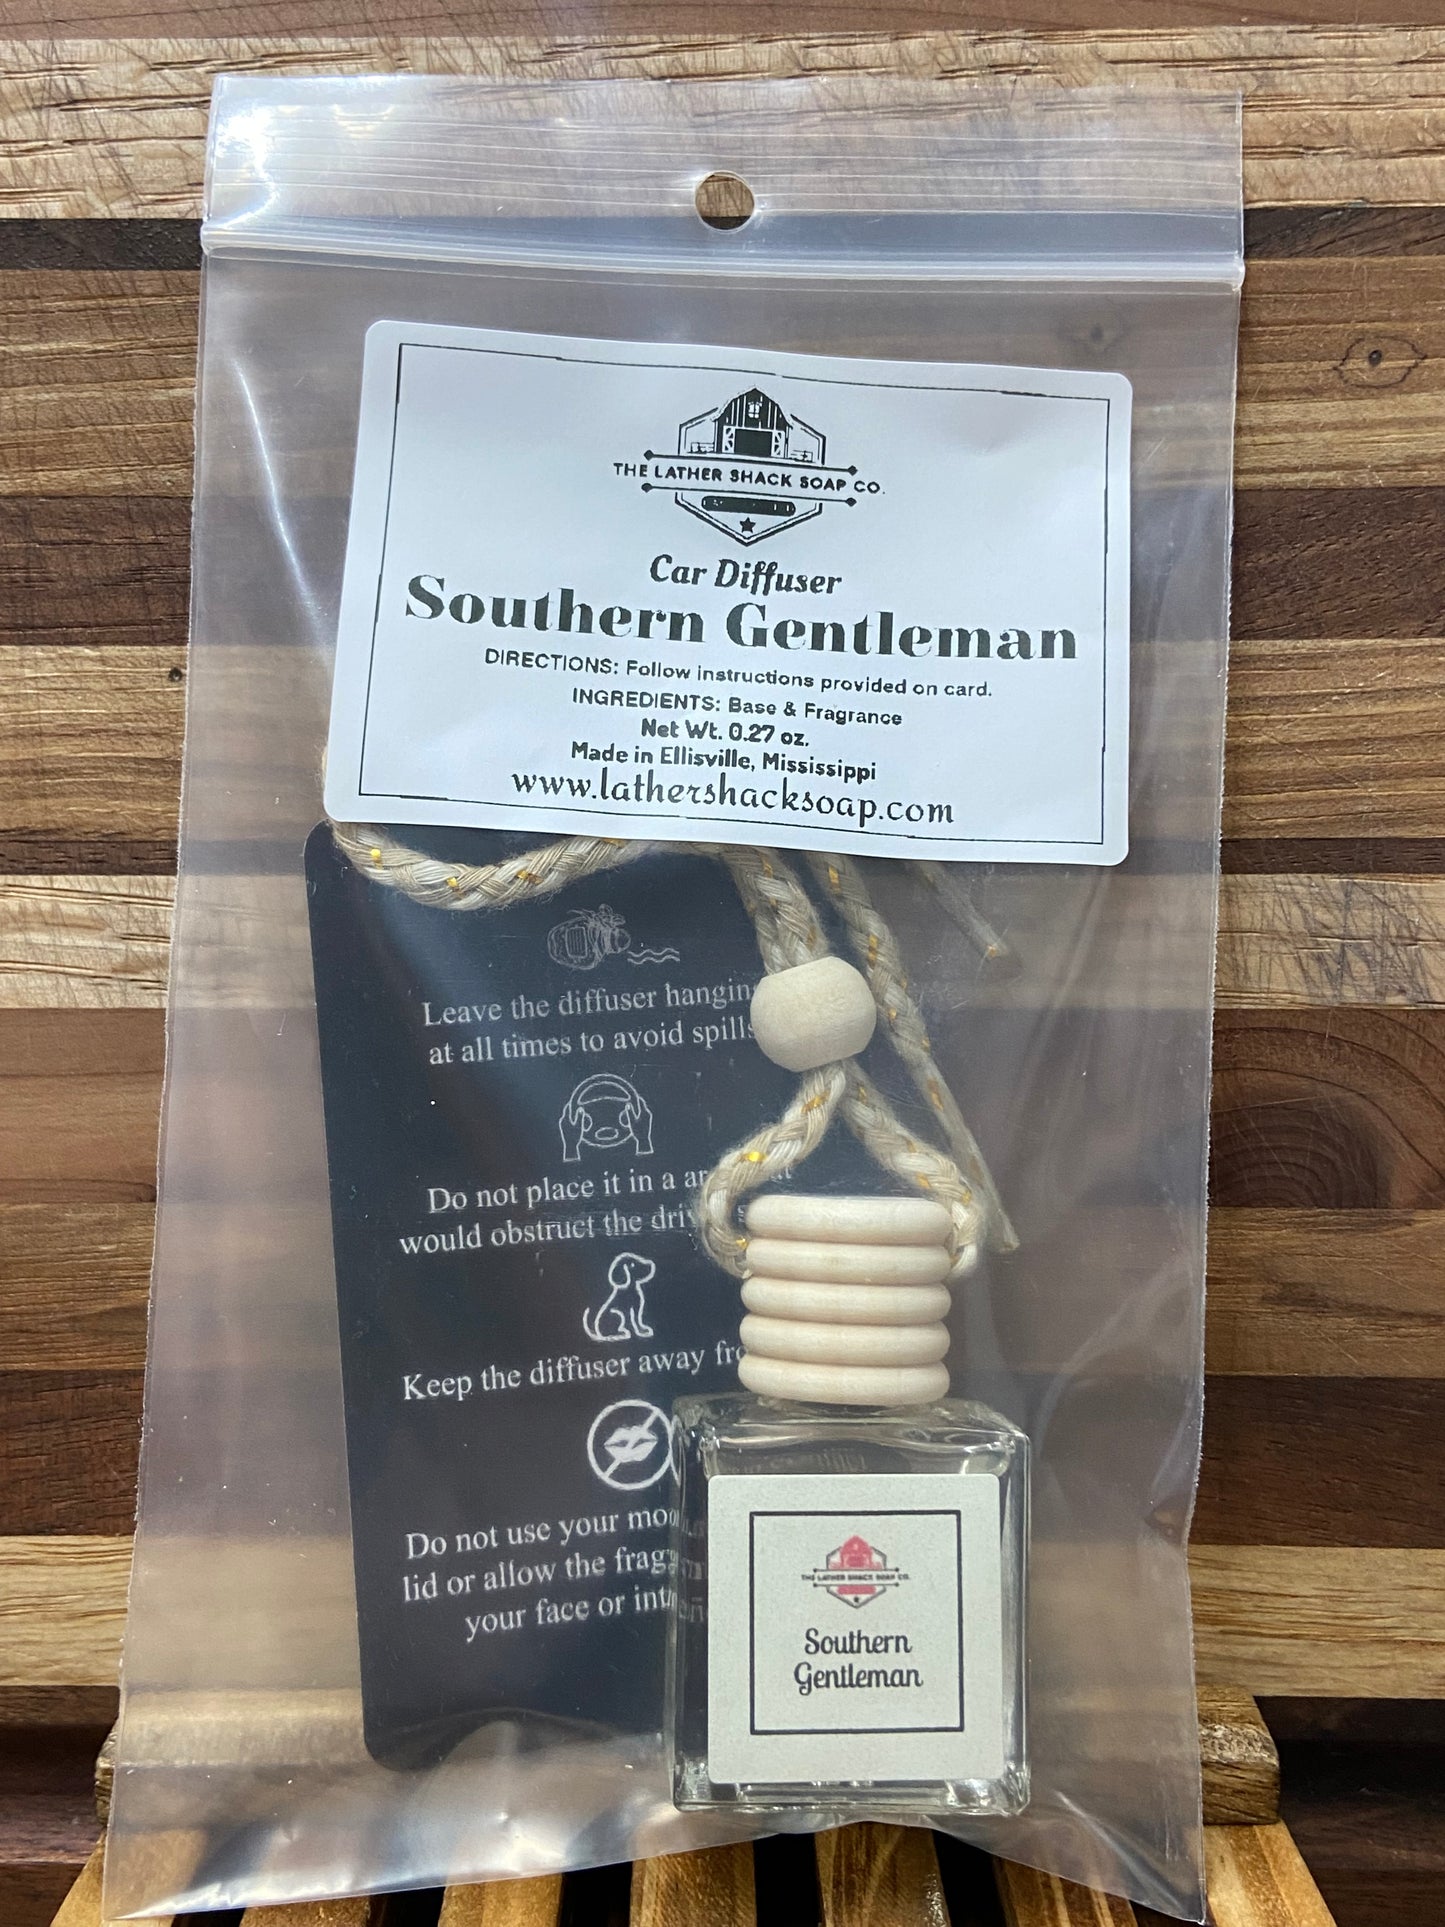 THE LATHER SHACK SOAP CO.
Car Diffuser
Southern Gentleman
DIRECTIONS: Follow instructions provided on card.
INGREDIENTS: Base & Fragrance
Net Wt. 0.27 oz.
Made in Ellisville, Mississippi
www.lathershacksoap.com
Leave the diffuser hangin
at all times to avoid spills
Do not place it in a ar
would obstruct the dri
Keep the diffuser away fro
Do not use your mo
lid or allow the frag
your face or int
THE LATHER SHACK SOAP CO.
Southern
Gentleman